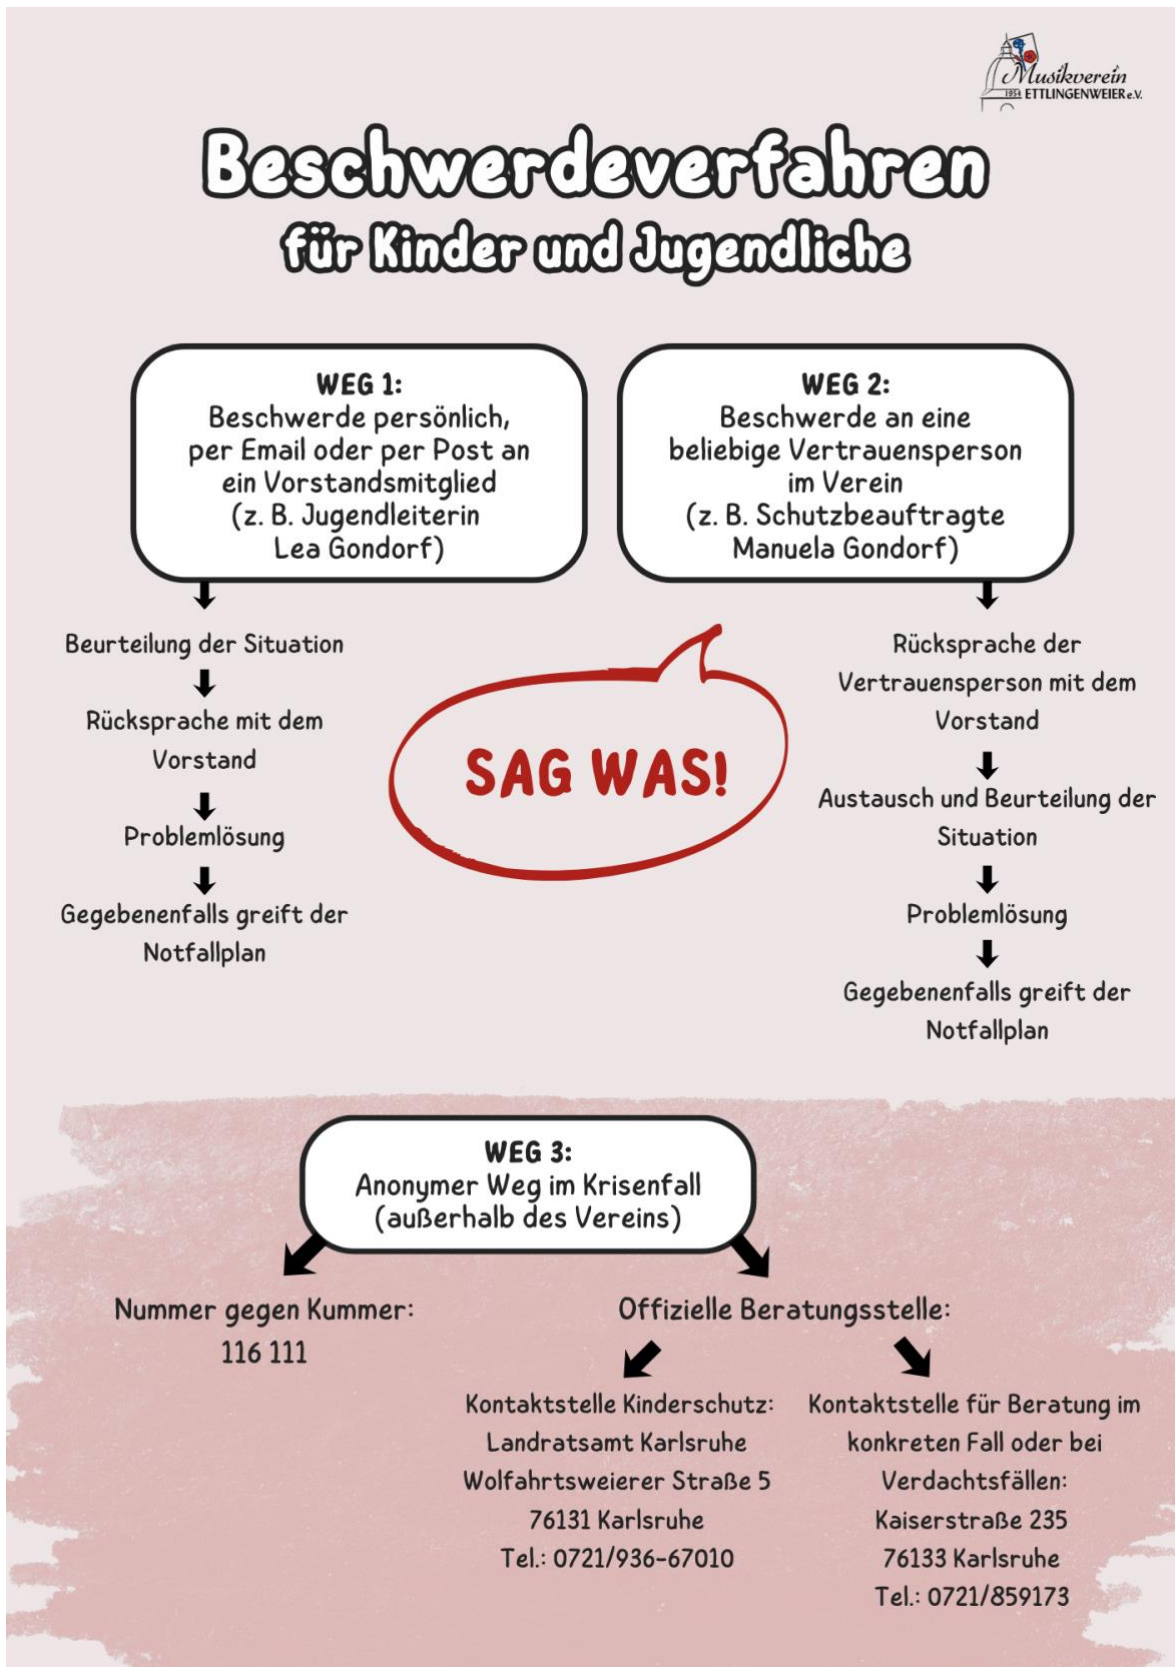 Musikverein
1954 ETTLINGENWEIER e.V.
Beschwerdeverfahren
für Kinder und Jugendliche
WEG 1:
Beschwerde persönlich,
per Email oder per Post an
ein Vorstandsmitglied
(z. B. Jugendleiterin
Lea Gondorf)
WEG 2:
Beschwerde an eine
beliebige Vertrauensperson
im Verein
(z. B. Schutzbeauftragte
Manuela Gondorf)
Beurteilung der Situation
Rücksprache mit dem
Vorstand
Problemlösung
Gegebenenfalls greift der
Notfallplan
SAG WAS!
Rücksprache der
Vertrauensperson mit dem
Vorstand
Austausch und Beurteilung der
Situation
Problemlösung
Gegebenenfalls greift der
Notfallplan
WEG 3:
Anonymer Weg im Krisenfall
(außerhalb des Vereins)
Nummer gegen Kummer:
116 111
Offizielle Beratungsstelle:
Kontaktstelle Kinderschutz:
Landratsamt Karlsruhe
Wolfahrtsweierer Straße 5
76131 Karlsruhe
Tel.: 0721/936-67010
Kontaktstelle für Beratung im
konkreten Fall oder bei
Verdachtsfällen:
Kaiserstraße 235
76133 Karlsruhe
Tel.: 0721/859173